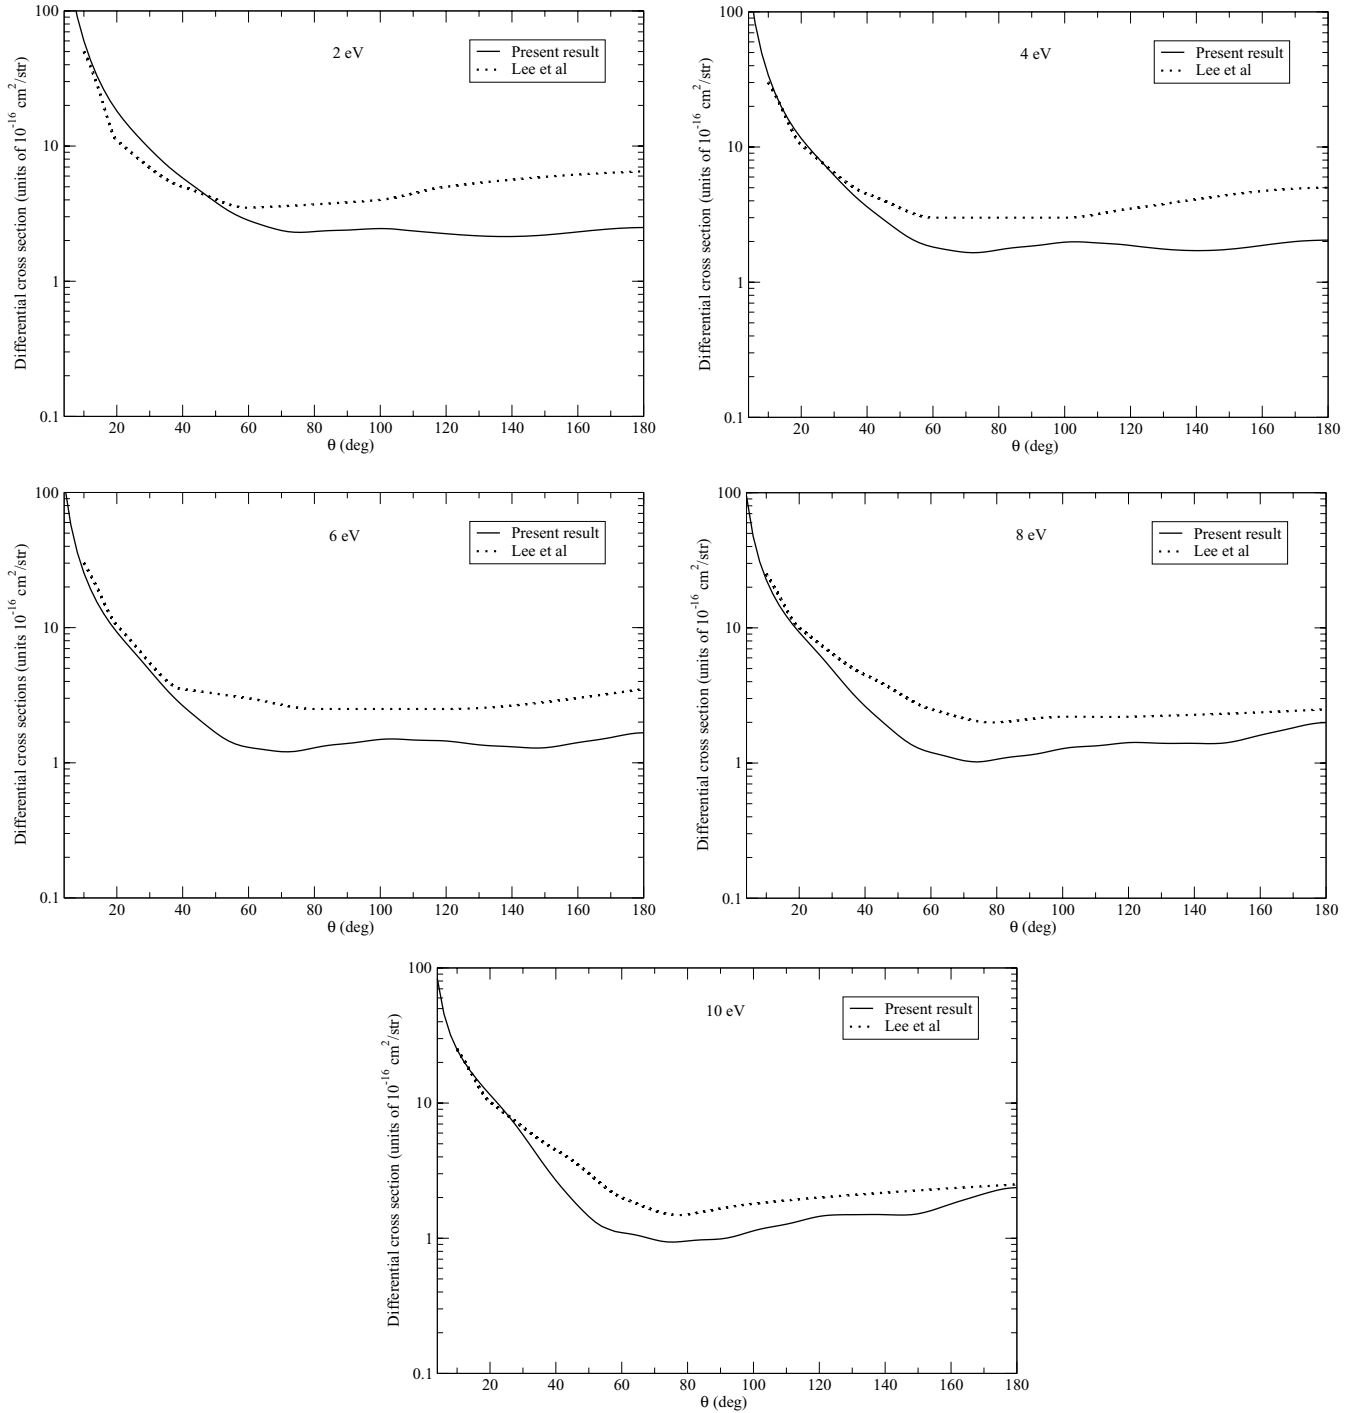 2 eV
Present result
Lee et al
100
10
1
0.1
20 40 60 80 100 120 140 160 180
θ (deg)
Differential cross section (units of 10^-16 cm^2/str)
4 eV
Present result
Lee et al
100
10
1
0.1
20 40 60 80 100 120 140 160 180
θ (deg)
Differential cross section (units of 10^-16 cm^2/str)
6 eV
Present result
Lee et al
100
10
1
0.1
20 40 60 80 100 120 140 160 180
θ (deg)
Differential cross sections (units 10^-16 cm^2/str)
8 eV
Present result
Lee et al
100
10
1
0.1
20 40 60 80 100 120 140 160 180
θ (deg)
Differential cross section (units of 10^-16 cm^2/str)
10 eV
Present result
Lee et al
100
10
1
0.1
20 40 60 80 100 120 140 160 180
θ (deg)
Differential cross section (units of 10^-16 cm^2/str)